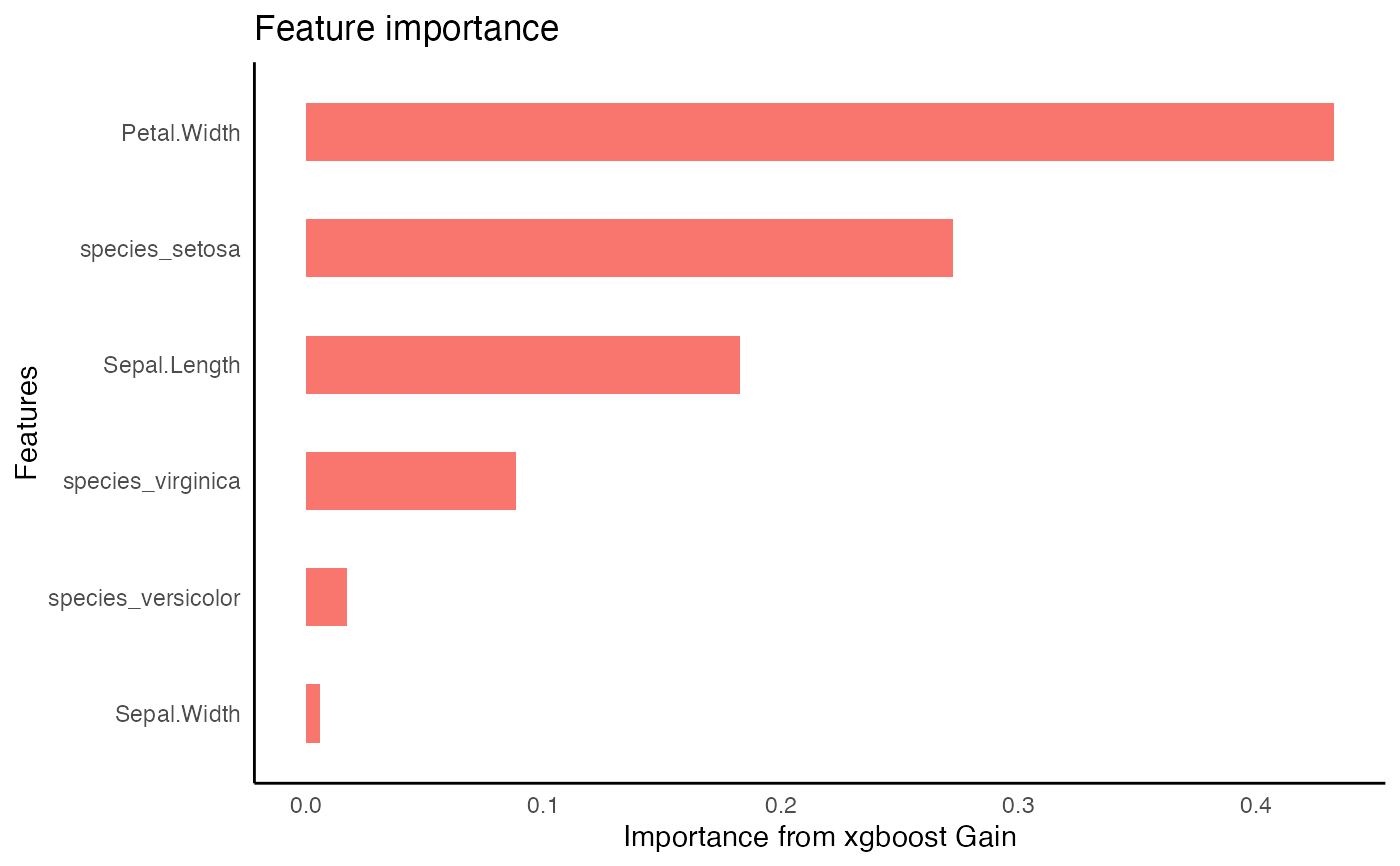 Feature importance
Features
Petal.Width
species_setosa
Sepal.Length
species_virginica
species_versicolor
Sepal.Width
0.0 0.1 0.2 0.3 0.4
Importance from xgboost Gain